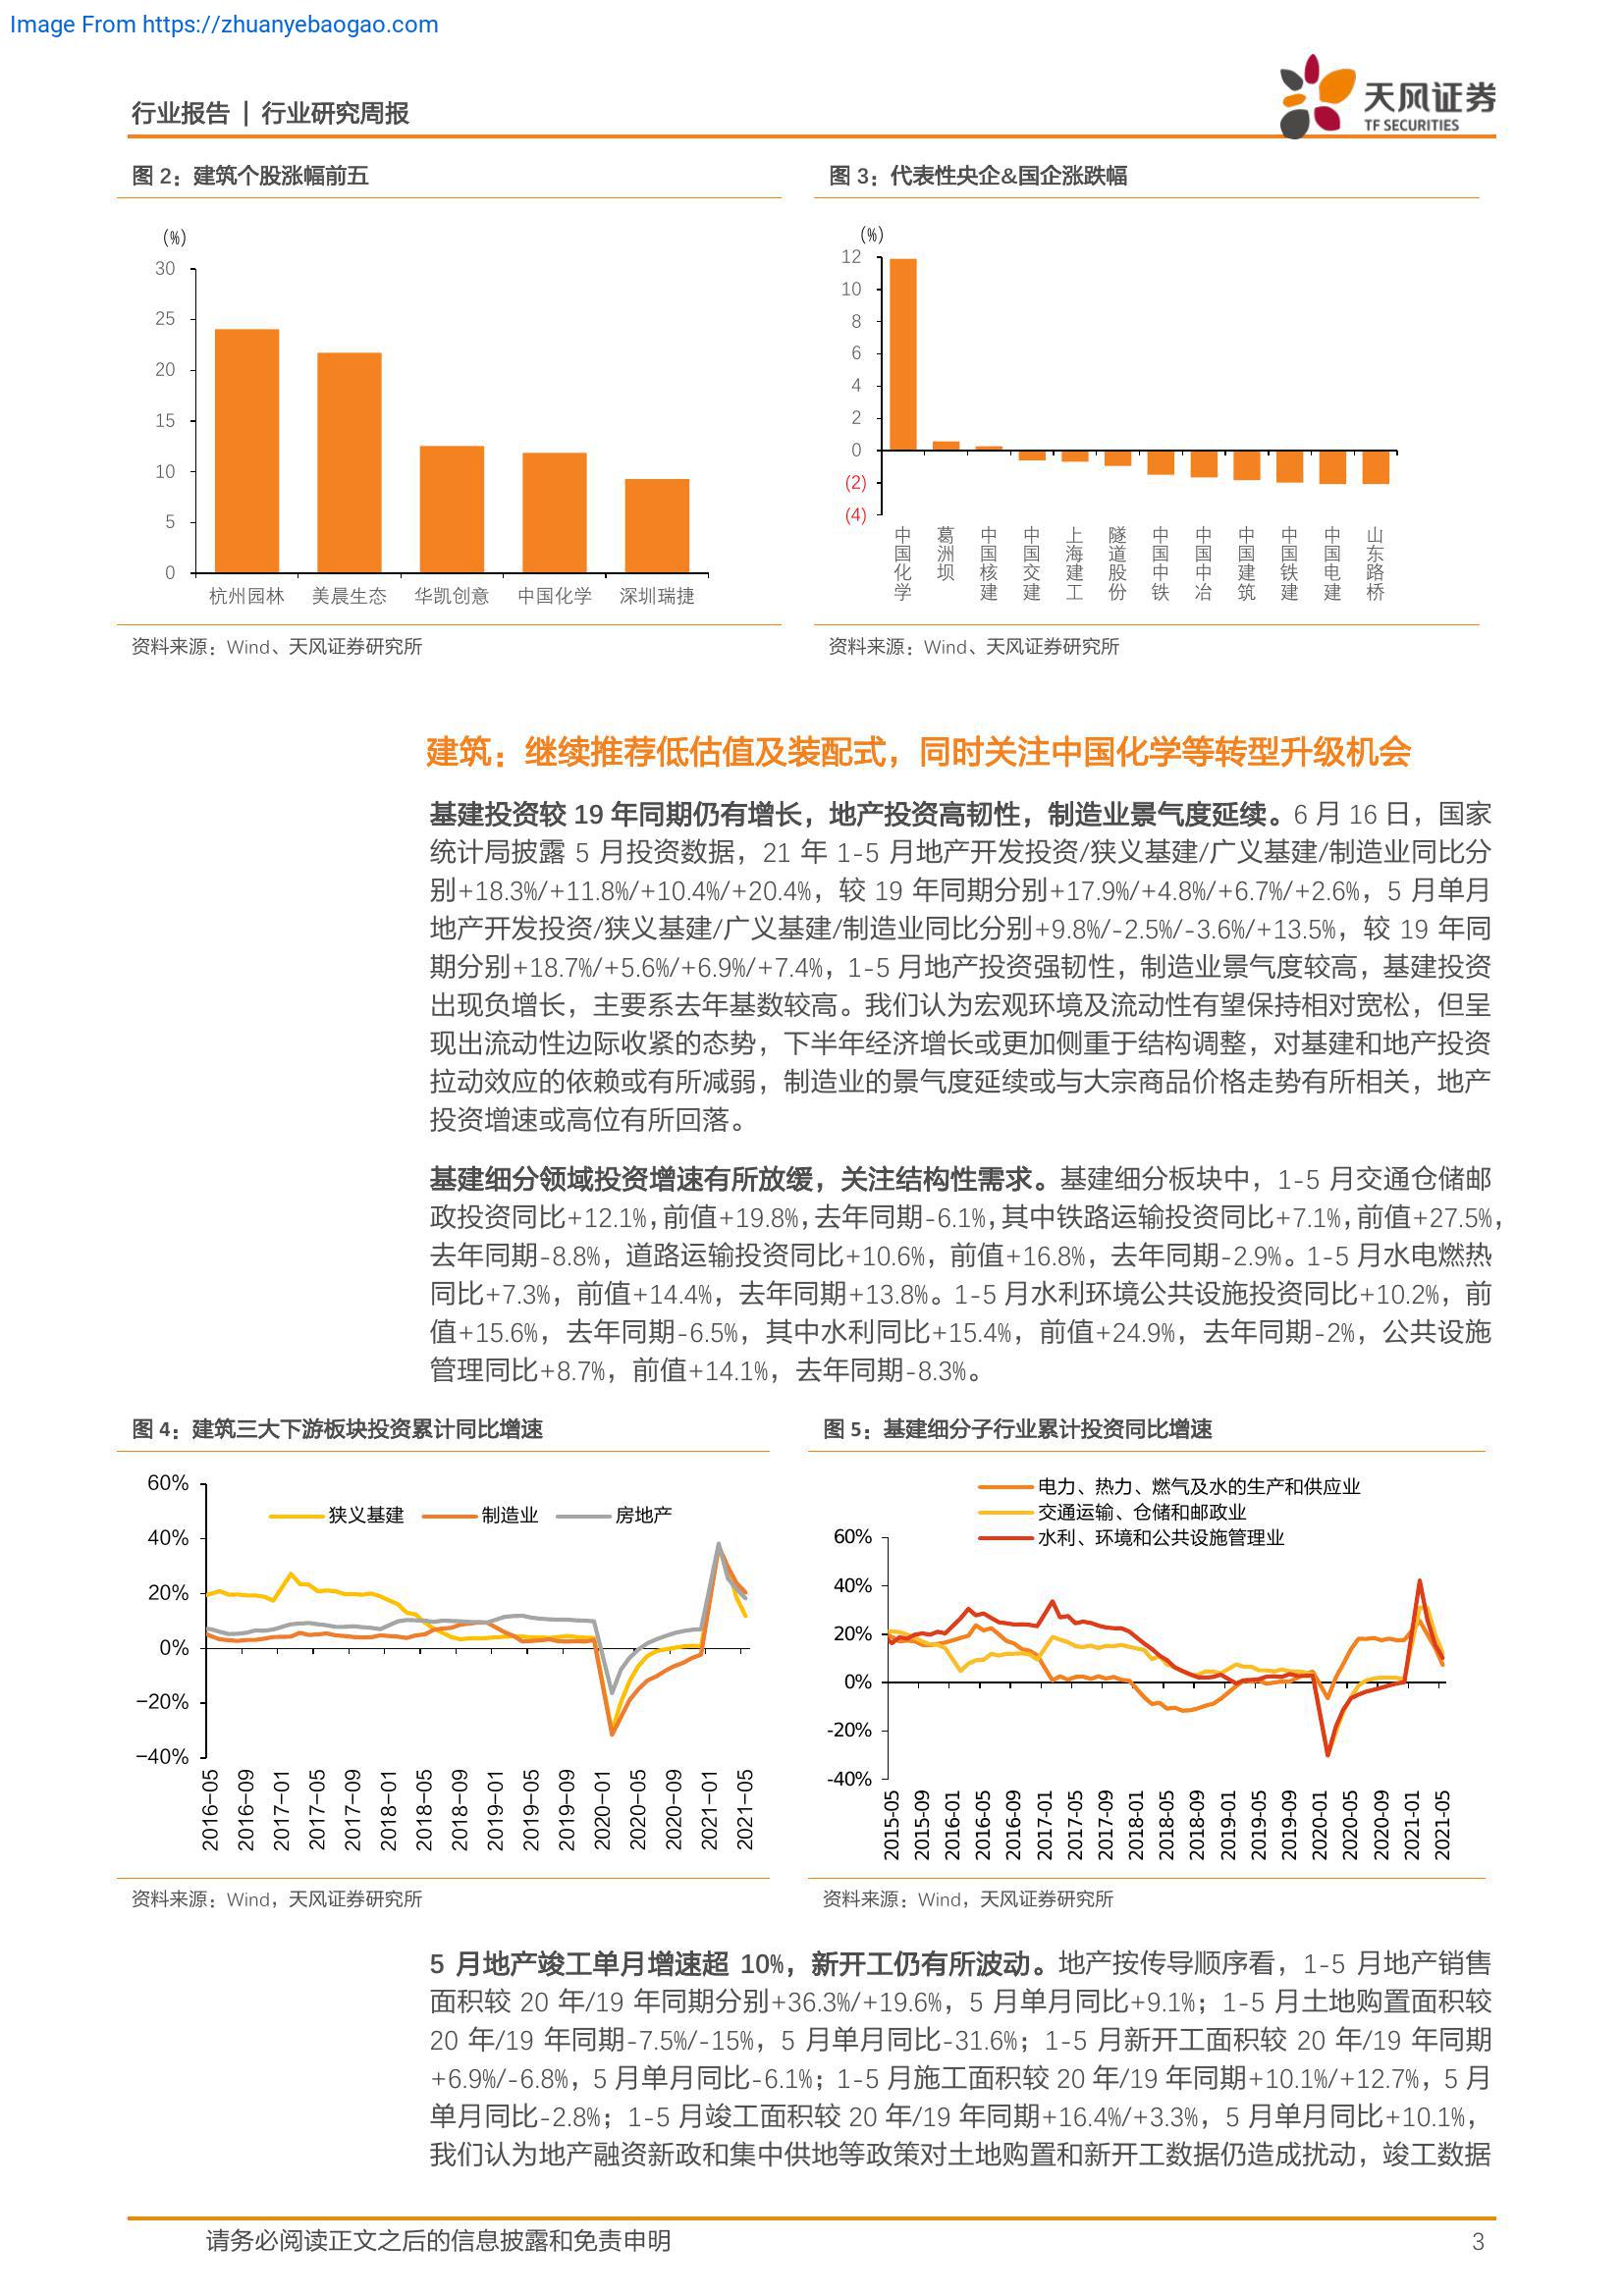 Image From https://zhuanyebaogao.com
行业报告 | 行业研究周报
天风证券
TF SECURITIES
图 2：建筑个股涨幅前五
(%)
30
25
20
15
10
5
0
杭州园林 美晨生态 华凯创意 中国化学 深圳瑞捷
资料来源：Wind、天风证券研究所
图 3：代表性央企&国企涨跌幅
(%)
12
10
8
6
4
2
0
(2)
(4)
中国化学 葛洲坝 中国核建 中国交建 上海建工 隧道股份 中国中铁 中国中冶 中国建筑 中国铁建 中国电建 山东路桥
资料来源：Wind、天风证券研究所
建筑：继续推荐低估值及装配式，同时关注中国化学等转型升级机会
基建投资较 19 年同期仍有增长，地产投资高韧性，制造业景气度延续。6 月 16 日，国家
统计局披露 5 月投资数据，21 年 1-5 月地产开发投资/狭义基建/广义基建/制造业同比分
别+18.3%/+11.8%/+10.4%/+20.4%，较 19 年同期分别+17.9%/+4.8%/+6.7%/+2.6%，5 月单月
地产开发投资/狭义基建/广义基建/制造业同比分别+9.8%/-2.5%/-3.6%/+13.5%，较 19 年同
期分别+18.7%/+5.6%/+6.9%/+7.4%，1-5 月地产投资强韧性，制造业景气度较高，基建投资
出现负增长，主要系去年基数较高。我们认为宏观环境及流动性有望保持相对宽松，但呈
现出流动性边际收紧的态势，下半年经济增长或更加侧重于结构调整，对基建和地产投资
拉动效应的依赖或有所减弱，制造业的景气度延续或与大宗商品价格走势有所相关，地产
投资增速或高位有所回落。
基建细分领域投资增速有所放缓，关注结构性需求。基建细分板块中，1-5 月交通仓储邮
政投资同比+12.1%，前值+19.8%，去年同期-6.1%，其中铁路运输投资同比+7.1%，前值+27.5%，
去年同期-8.8%，道路运输投资同比+10.6%，前值+16.8%，去年同期-2.9%。1-5 月水电燃热
同比+7.3%，前值+14.4%，去年同期+13.8%。1-5 月水利环境公共设施投资同比+10.2%，前
值+15.6%，去年同期-6.5%，其中水利同比+15.4%，前值+24.9%，去年同期-2%，公共设施
管理同比+8.7%，前值+14.1%，去年同期-8.3%。
图 4：建筑三大下游板块投资累计同比增速
狭义基建 制造业 房地产
60%
40%
20%
0%
-20%
-40%
2016-05 2016-09 2017-01 2017-05 2017-09 2018-01 2018-05 2018-09 2019-01 2019-05 2019-09 2020-01 2020-05 2020-09 2021-01 2021-05
资料来源：Wind，天风证券研究所
图 5：基建细分子行业累计投资同比增速
电力、热力、燃气及水的生产和供应业
交通运输、仓储和邮政业
水利、环境和公共设施管理业
60%
40%
20%
0%
-20%
-40%
2015-05 2015-09 2016-01 2016-05 2016-09 2017-01 2017-05 2017-09 2018-01 2018-05 2018-09 2019-01 2019-05 2019-09 2020-01 2020-05 2020-09 2021-01 2021-05
资料来源：Wind，天风证券研究所
5 月地产竣工单月增速超 10%，新开工仍有所波动。地产按传导顺序看，1-5 月地产销售
面积较 20 年/19 年同期分别+36.3%/+19.6%，5 月单月同比+9.1%；1-5 月土地购置面积较
20 年/19 年同期-7.5%/-15%，5 月单月同比-31.6%；1-5 月新开工面积较 20 年/19 年同期
+6.9%/-6.8%，5 月单月同比-6.1%；1-5 月施工面积较 20 年/19 年同期+10.1%/+12.7%，5 月
单月同比-2.8%；1-5 月竣工面积较 20 年/19 年同期+16.4%/+3.3%，5 月单月同比+10.1%，
我们认为地产融资新政和集中供地等政策对土地购置和新开工数据仍造成扰动，竣工数据
请务必阅读正文之后的信息披露和免责申明
3